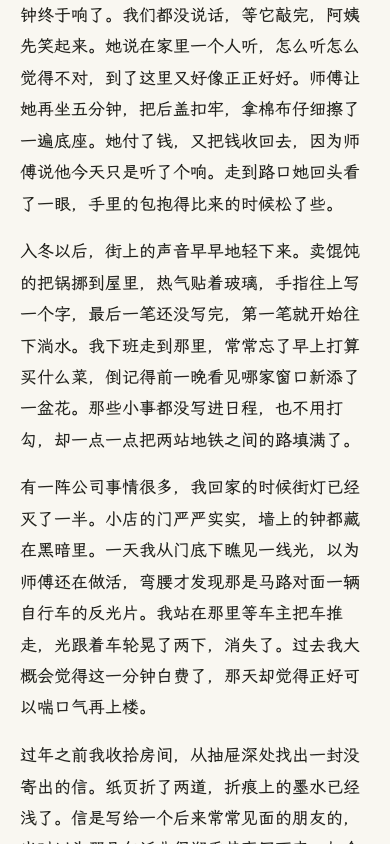 钟终于响了。我们都没说话，等它敲完，阿姨
先笑起来。她说在家里一个人听，怎么听怎么
觉得不对，到了这里又好像正正好好。师傅让
她再坐五分钟，把后盖扣牢，拿棉布仔细擦了
一遍底座。她付了钱，又把钱收回去，因为师
傅说他今天只是听了个响。走到路口她回头看
了一眼，手里的包抱得比来的时候松了些。
入冬以后，街上的声音早早地轻下来。卖馄饨
的把锅挪到屋里，热气贴着玻璃，手指往上写
一个字，最后一笔还没写完，第一笔就开始往
下淌水。我下班走到那里，常常忘了早上打算
买什么菜，倒记得前一晚看见哪家窗口新添了
一盆花。那些小事都没写进日程，也不用打
勾，却一点一点把两站地铁之间的路填满了。
有一阵公司事情很多，我回家的时候街灯已经
灭了一半。小店的门严严实实，墙上的钟都藏
在黑暗里。一天我从门底下瞧见一线光，以为
师傅还在做活，弯腰才发现那是马路对面一辆
自行车的反光片。我站在那里等车主把车推
走，光跟着车轮晃了两下，消失了。过去我大
概会觉得这一分钟白费了，那天却觉得正好可
以喘口气再上楼。
过年之前我收拾房间，从抽屉深处找出一封没
寄出的信。纸页折了两道，折痕上的墨水已经
浅了。信是写给一个后来常常见面的朋友的，